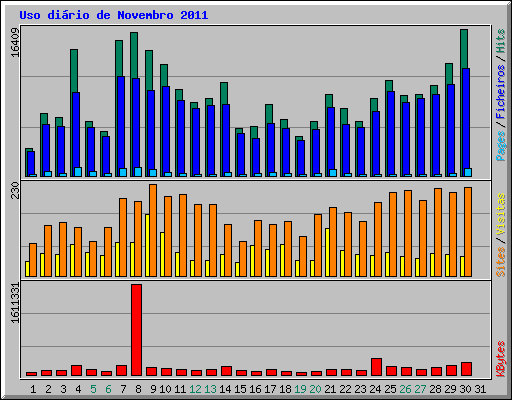 Uso diário de Novembro 2011
16409
Pages / Ficheiros / Hits
230
Sites / Visitas
1611331
KBytes
1 2 3 4 5 6 7 8 9 10 11 12 13 14 15 16 17 18 19 20 21 22 23 24 25 26 27 28 29 30 31